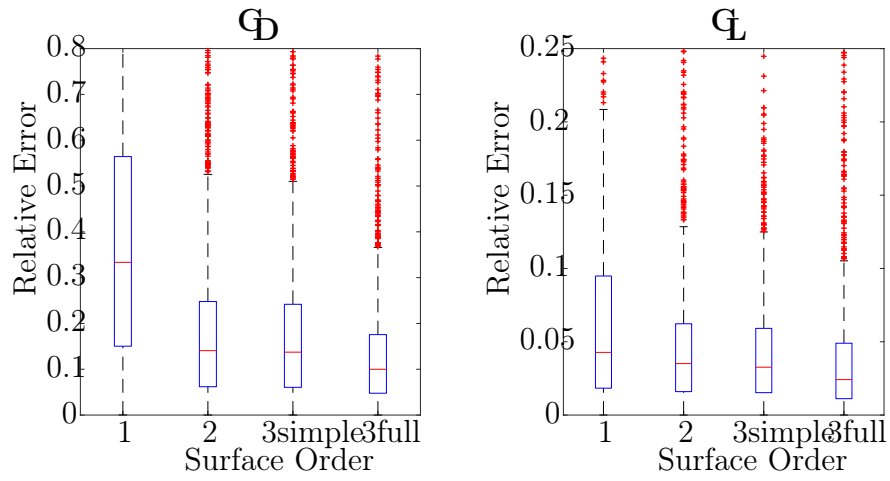 C_D
0.8
0.7
0.6
0.5
0.4
0.3
0.2
0.1
0
Relative Error
1 2 3simple 3full
Surface Order
C_L
0.25
0.2
0.15
0.1
0.05
0
Relative Error
1 2 3simple 3full
Surface Order